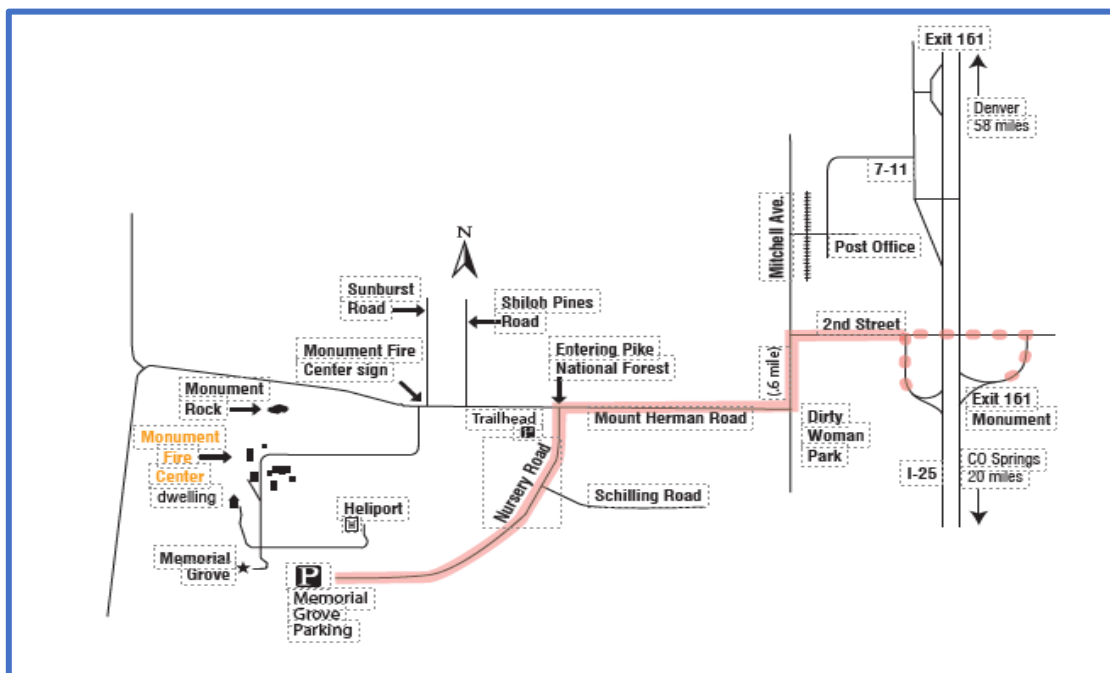 Exit 161
Denver
58 miles
7-11
Mitchell Ave.
Post Office
N
Sunburst
Road
Shiloh Pines
Road
2nd Street
Monument Fire
Center sign
Entering Pike
National Forest
(.6 mile)
Monument
Rock
Trailhead
P
Mount Herman Road
Dirty
Woman
Park
Exit 161
Monument
Monument
Fire
Center
dwelling
Nursery Road
I-25
CO Springs
20 miles
Schilling Road
Heliport
H
Memorial
Grove
P
Memorial
Grove
Parking